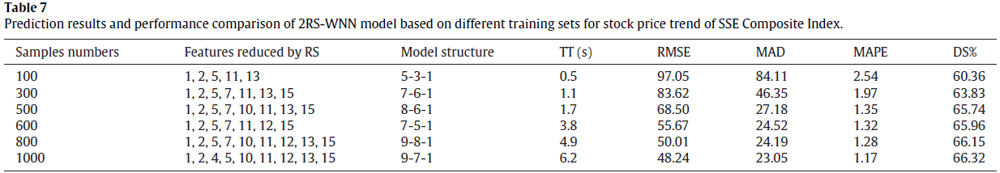 Table 7
Prediction results and performance comparison of 2RS-WNN model based on different training sets for stock price trend of SSE Composite Index.
Samples numbers Features reduced by RS Model structure TT (s) RMSE MAD MAPE DS%
100 1, 2, 5, 11, 13 5-3-1 0.5 97.05 84.11 2.54 60.36
300 1, 2, 5, 7, 11, 13, 15 7-6-1 1.1 83.62 46.35 1.97 63.83
500 1, 2, 5, 7, 10, 11, 13, 15 8-6-1 1.7 68.50 27.18 1.35 65.74
600 1, 2, 5, 7, 11, 12, 15 7-5-1 3.8 55.67 24.52 1.32 65.96
800 1, 2, 5, 7, 10, 11, 12, 13, 15 9-8-1 4.9 50.01 24.19 1.28 66.15
1000 1, 2, 4, 5, 10, 11, 12, 13, 15 9-7-1 6.2 48.24 23.05 1.17 66.32